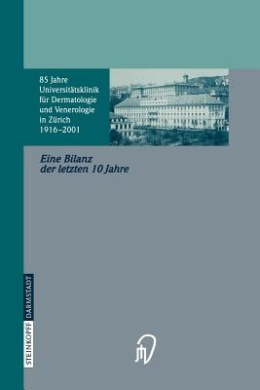 85 Jahre
Universitätsklinik
für Dermatologie
und Venerologie
in Zürich
1916–2001
Eine Bilanz
der letzten 10 Jahre
STEINKOPFF
DARMSTADT